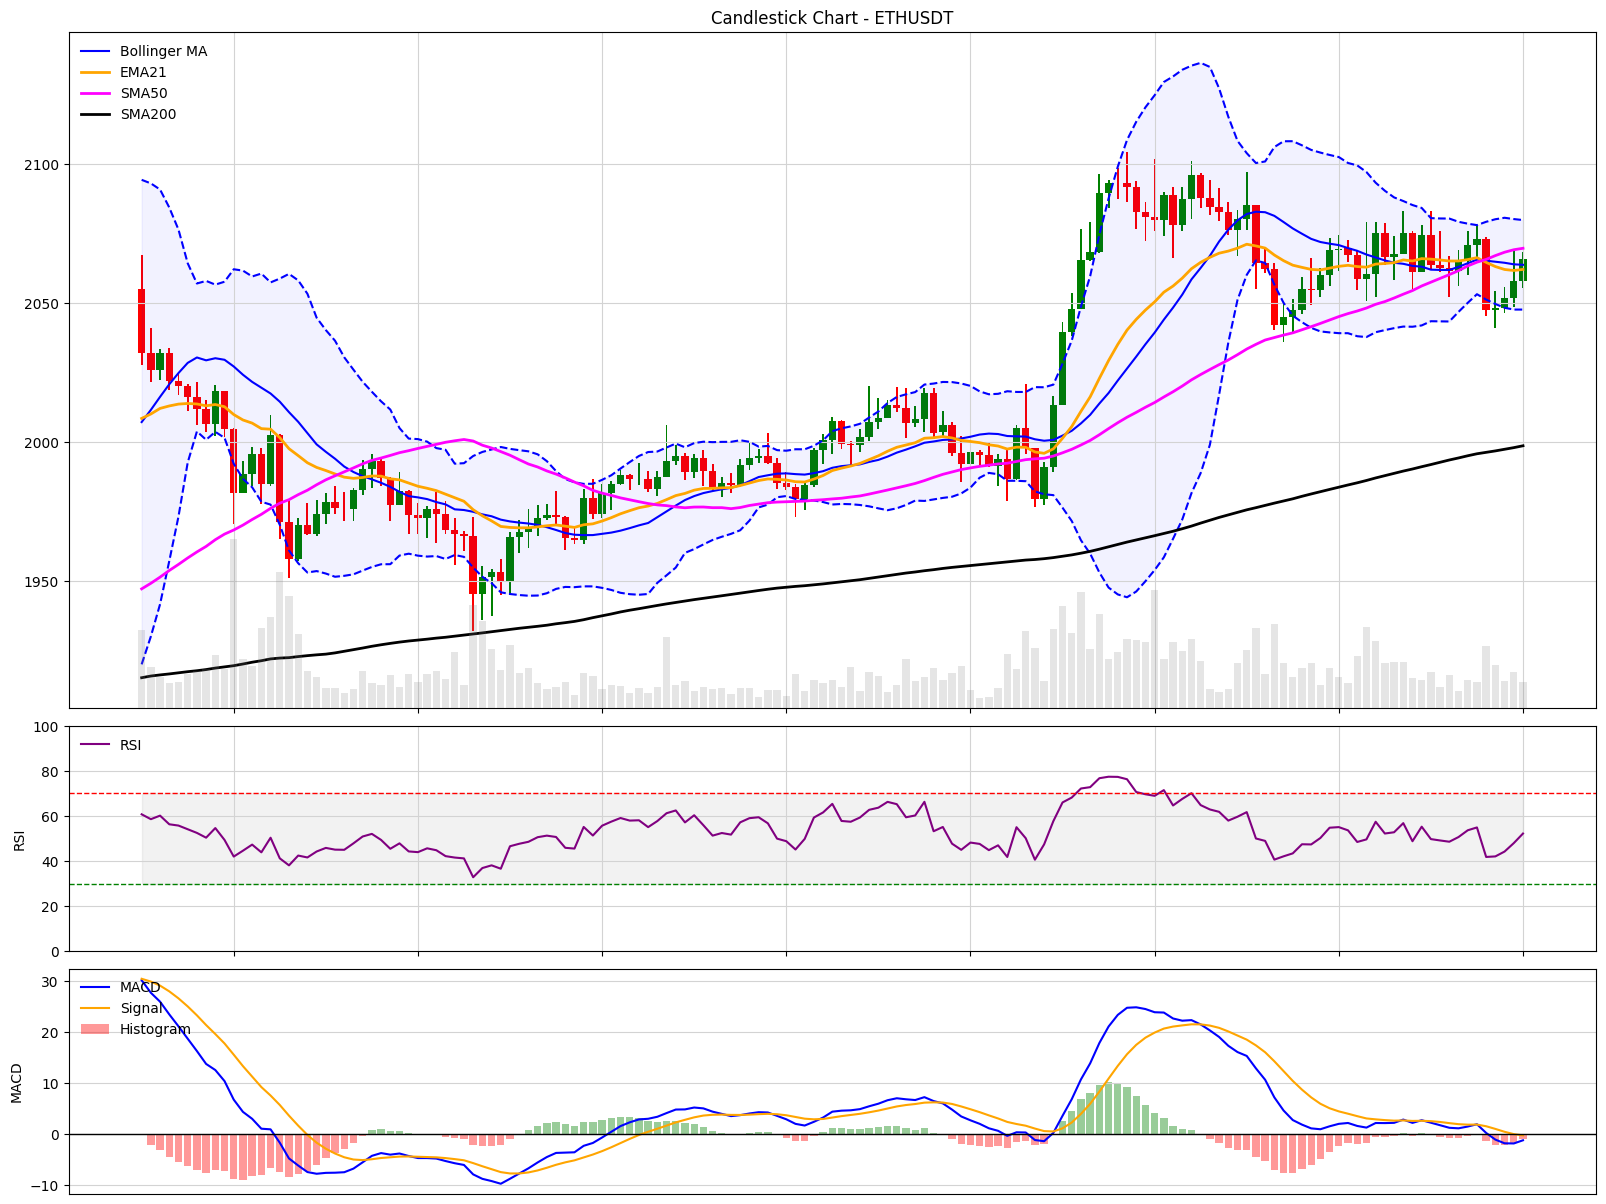 Candlestick Chart - ETHUSDT
Bollinger MA
EMA21
SMA50
SMA200
2100
2050
2000
1950
RSI
100
80
60
40
20
0
RSI
MACD
Signal
Histogram
30
20
10
0
−10
MACD